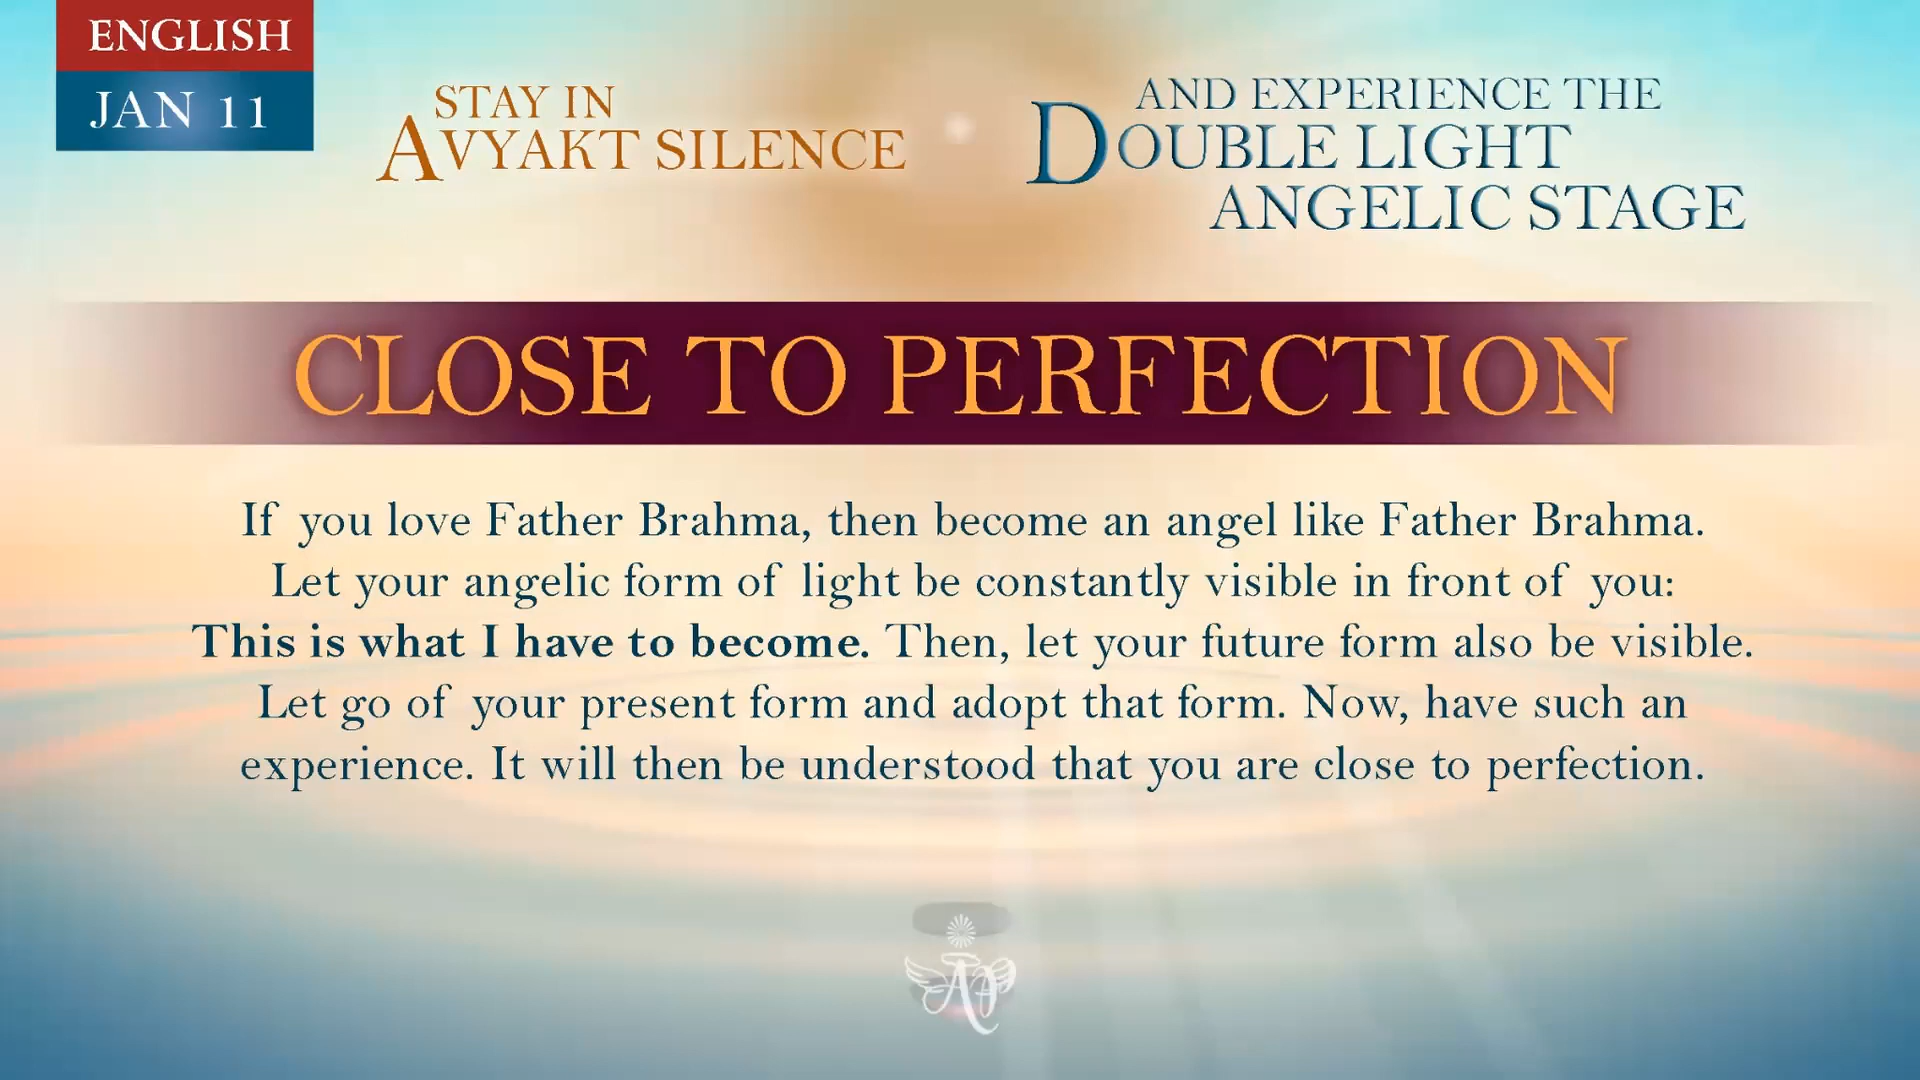 ENGLISH
JAN 11
STAY IN
AVYAKT SILENCE
AND EXPERIENCE THE
DOUBLE LIGHT
ANGELIC STAGE
CLOSE TO PERFECTION
If you love Father Brahma, then become an angel like Father Brahma.
Let your angelic form of light be constantly visible in front of you:
This is what I have to become. Then, let your future form also be visible.
Let go of your present form and adopt that form. Now, have such an
experience. It will then be understood that you are close to perfection.